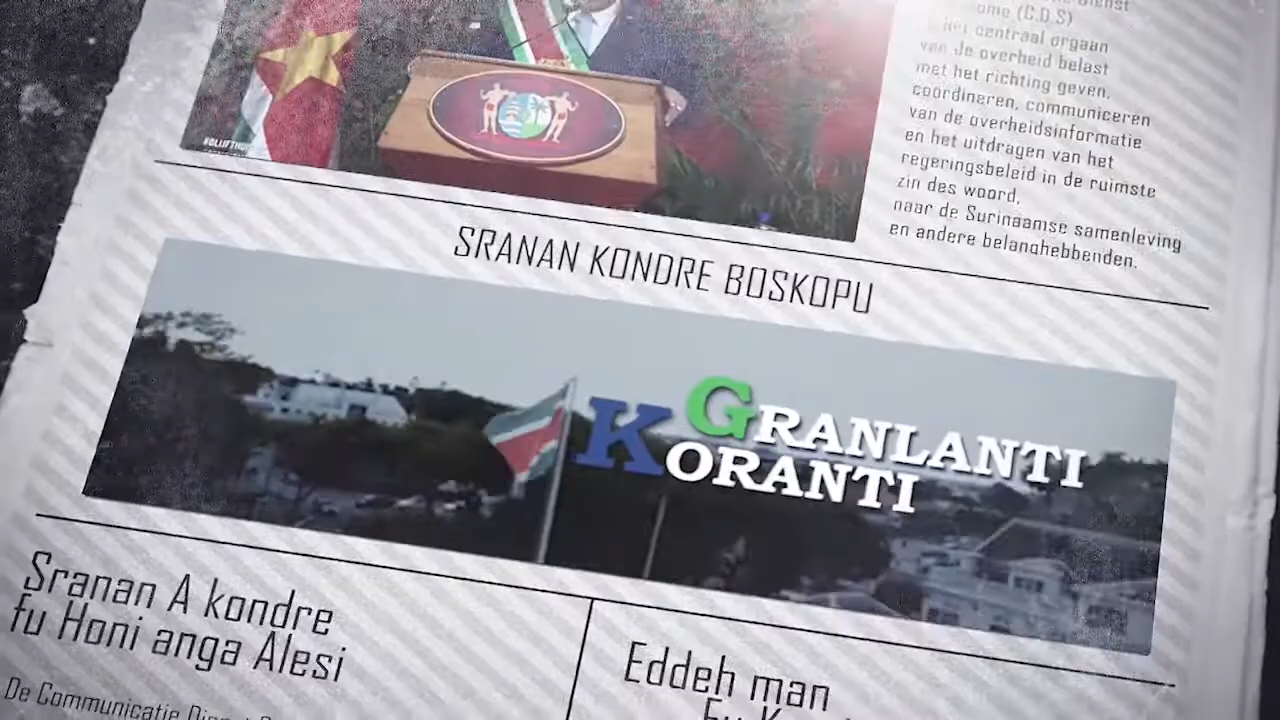 (C.D.S)
het centraal orgaan
van de overheid belast
met het richting geven,
coördineren, communiceren
van de overheidsinformatie
en het uitdragen van het
regeringsbeleid in de ruimste
zin des woord,
naar de Surinaamse samenleving
en andere belanghebbenden.
SRANAN KONDRE BOSKOPU
GRANLANTI
KORANTI
Sranan A kondre
fu Honi anga Alesi
De Communicatie Dienst
Eddeh man
Fu